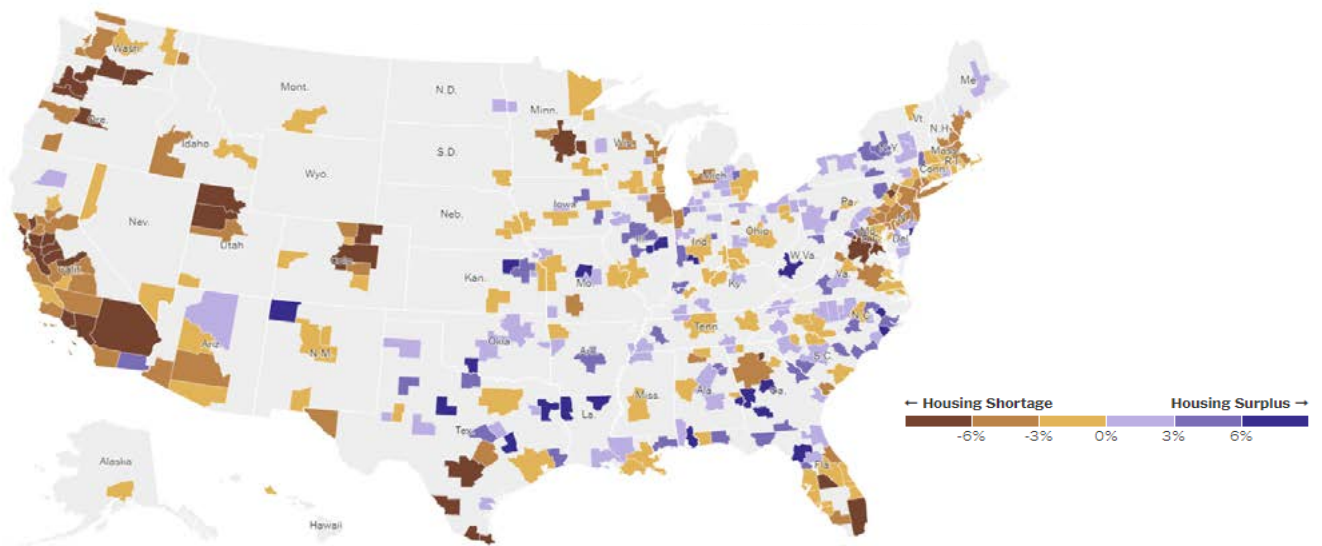 Wash.
Mont.
N.D.
Minn.
Me.
Vt.
N.H.
Ore.
Idaho
S.D.
Wis.
N.Y.
Mass.
R.I.
Conn.
Wyo.
Mich.
Nev.
Neb.
Iowa
Pa.
N.J.
Utah
Colo.
Ill.
Ind.
Ohio
Md.
Del.
W.Va.
Calif.
Kan.
Mo.
Ky.
Va.
Ariz.
N.M.
Okla.
Ark.
Tenn.
N.C.
S.C.
Miss.
Ala.
Ga.
Tex.
La.
Fla.
Alaska
Hawaii
← Housing Shortage Housing Surplus →
-6% -3% 0% 3% 6%